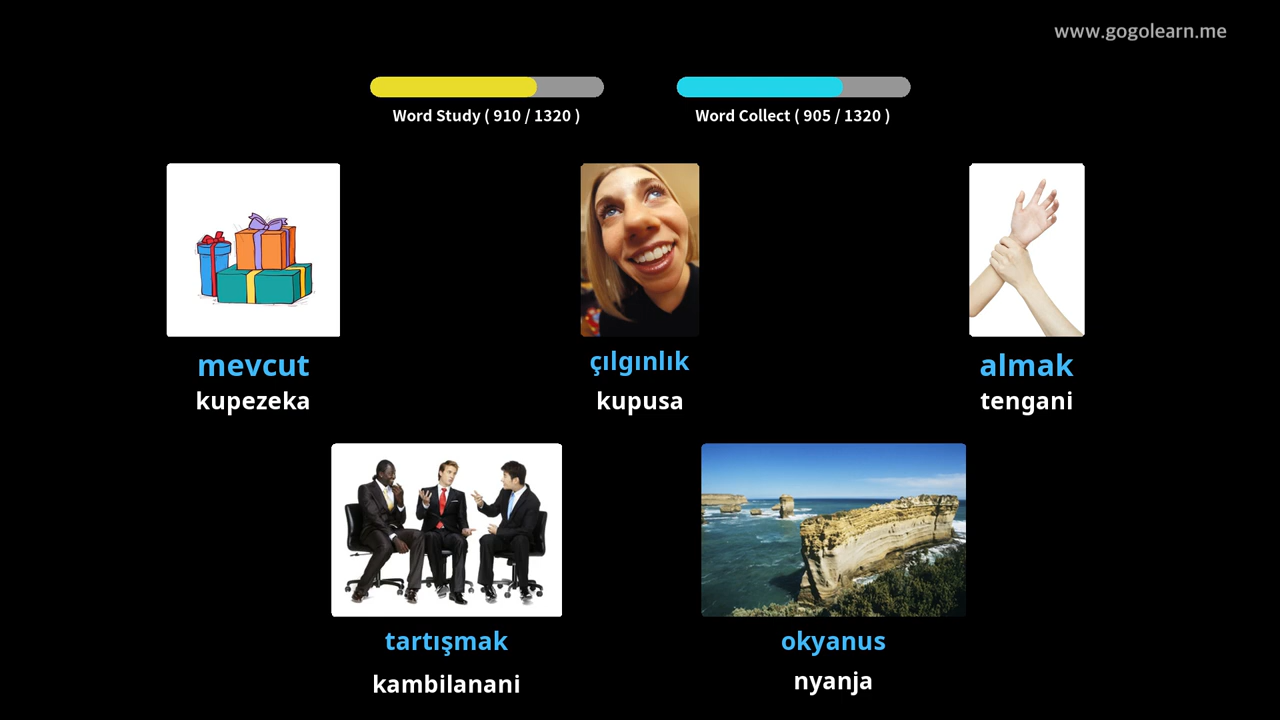 www.gogolearn.me
Word Study ( 910 / 1320 )
Word Collect ( 905 / 1320 )
mevcut
kupezeka
çılgınlık
kupusa
almak
tengani
tartışmak
kambilanani
okyanus
nyanja